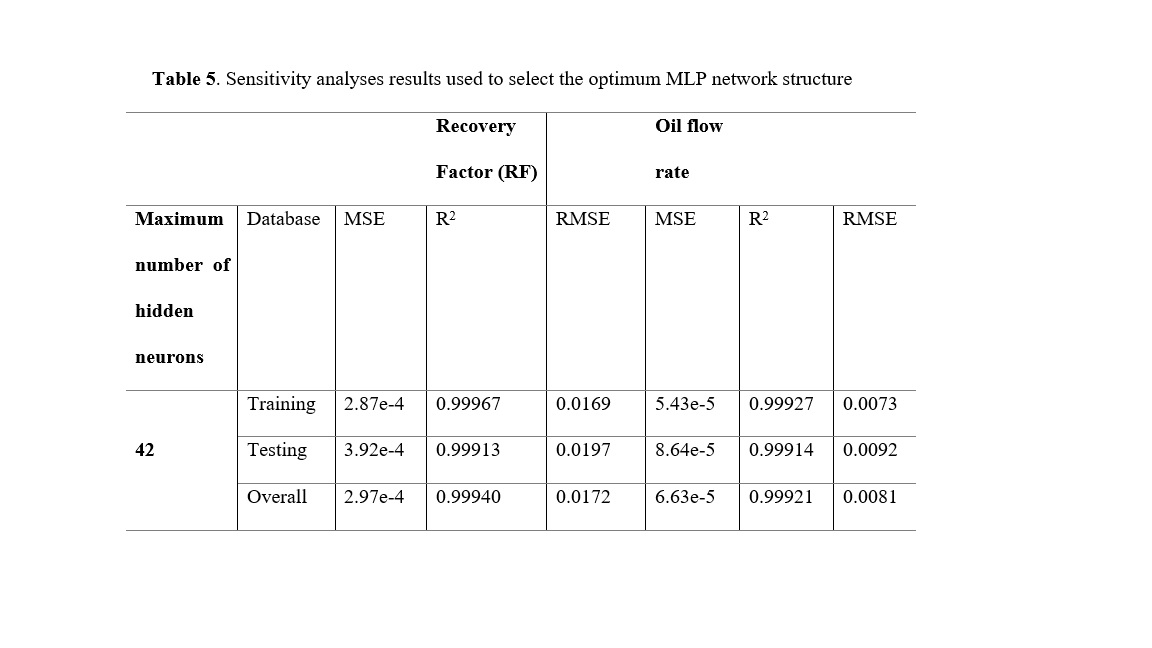 Table 5. Sensitivity analyses results used to select the optimum MLP network structure
Recovery Factor (RF)
Oil flow rate
Maximum number of hidden neurons Database MSE R² RMSE MSE R² RMSE
42
Training 2.87e-4 0.99967 0.0169 5.43e-5 0.99927 0.0073
Testing 3.92e-4 0.99913 0.0197 8.64e-5 0.99914 0.0092
Overall 2.97e-4 0.99940 0.0172 6.63e-5 0.99921 0.0081